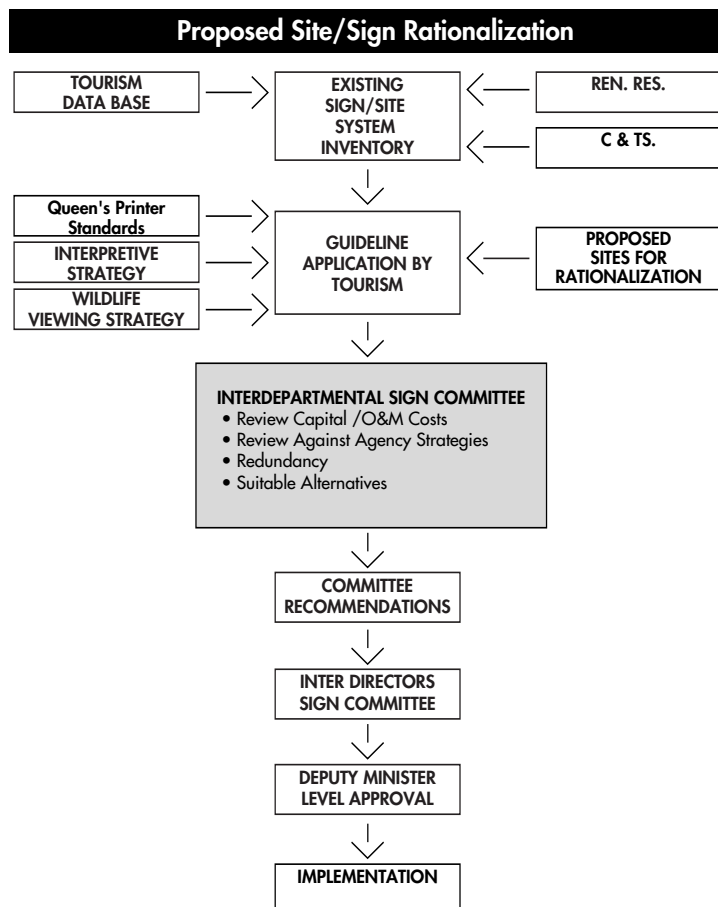 Proposed Site/Sign Rationalization
TOURISM
DATA BASE
EXISTING
SIGN/SITE
SYSTEM
INVENTORY
REN. RES.
C & TS.
Queen's Printer
Standards
INTERPRETIVE
STRATEGY
WILDLIFE
VIEWING STRATEGY
GUIDELINE
APPLICATION BY
TOURISM
PROPOSED
SITES FOR
RATIONALIZATION
INTERDEPARTMENTAL SIGN COMMITTEE
• Review Capital /O&M Costs
• Review Against Agency Strategies
• Redundancy
• Suitable Alternatives
COMMITTEE
RECOMMENDATIONS
INTER DIRECTORS
SIGN COMMITTEE
DEPUTY MINISTER
LEVEL APPROVAL
IMPLEMENTATION